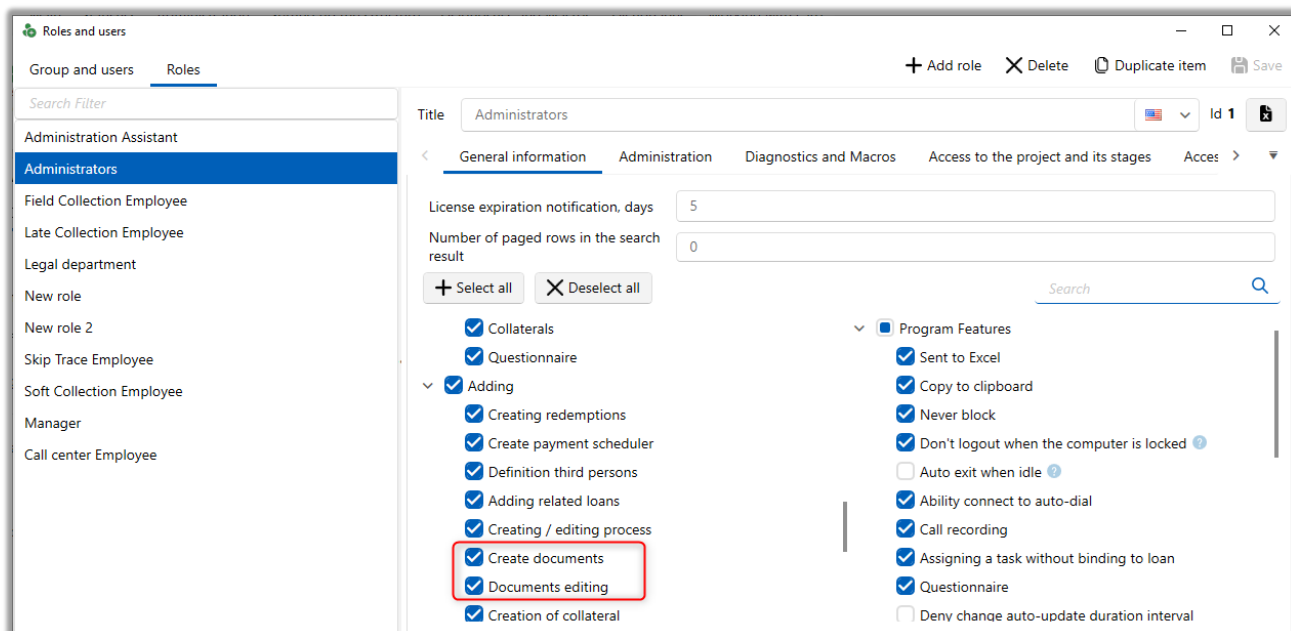 Roles and users
Group and users Roles
Add role Delete Duplicate item Save
Search Filter
Administration Assistant
Administrators
Field Collection Employee
Late Collection Employee
Legal department
New role
New role 2
Skip Trace Employee
Soft Collection Employee
Manager
Call center Employee
Title Administrators Id 1
General information Administration Diagnostics and Macros Access to the project and its stages Acces
License expiration notification, days 5
Number of paged rows in the search
result
0
Select all Deselect all Search
Collaterals
Questionnaire
Adding
Creating redemptions
Create payment scheduler
Definition third persons
Adding related loans
Creating / editing process
Create documents
Documents editing
Creation of collateral
Program Features
Sent to Excel
Copy to clipboard
Never block
Don't logout when the computer is locked ?
Auto exit when idle ?
Ability connect to auto-dial
Call recording
Assigning a task without binding to loan
Questionnaire
Deny change auto-update duration interval